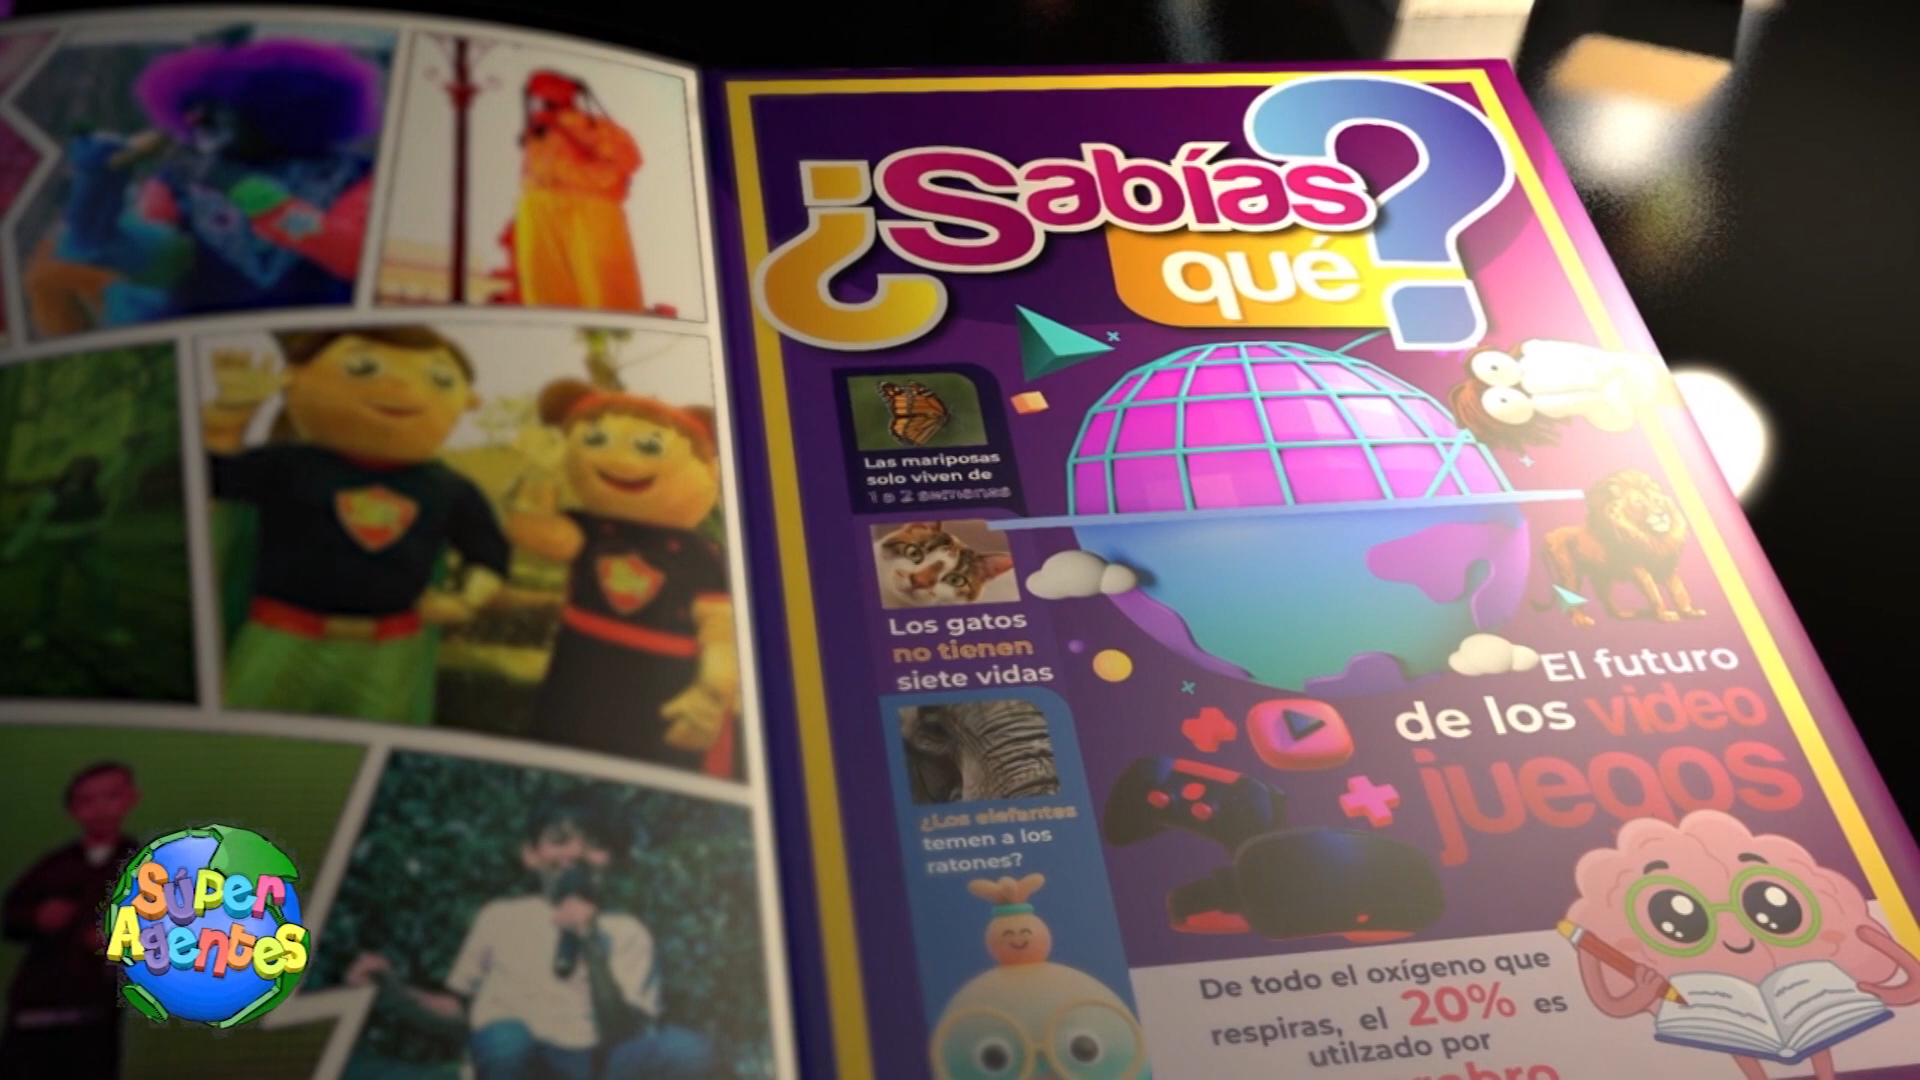 ¿Sabías
qué?
Las mariposas
solo viven de
1 a 2 semanas
Los gatos
no tienen
siete vidas
¿Los elefantes
temen a los
ratones?
El futuro
de los video
juegos
De todo el oxígeno que
respiras, el 20% es
utilzado por
Súper
Agentes